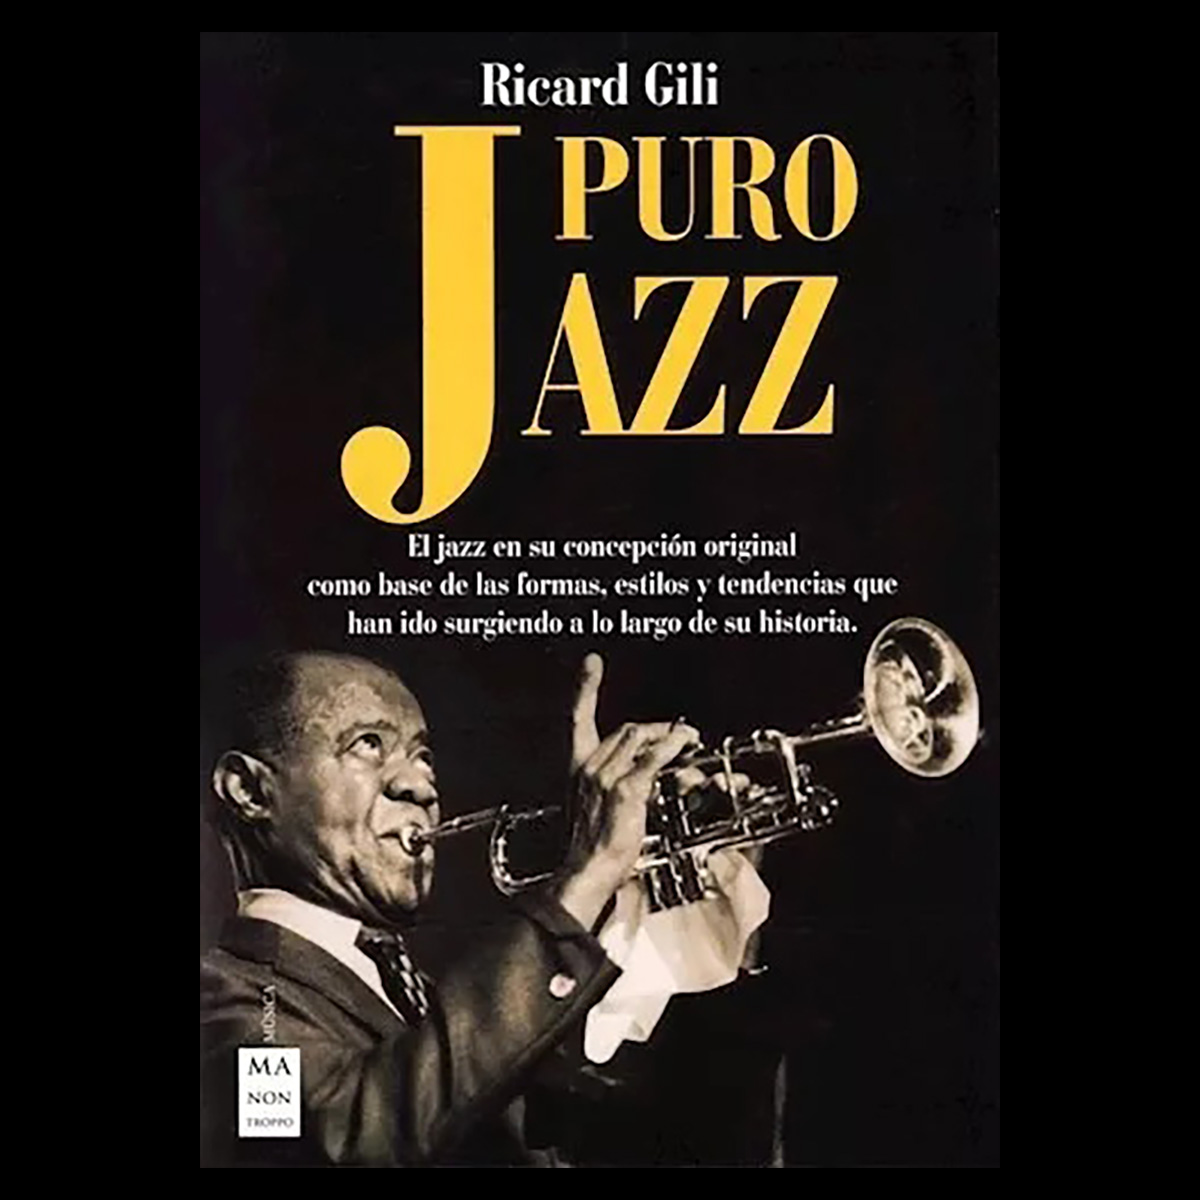 Ricard Gili
PURO
JAZZ
El jazz en su concepción original
como base de las formas, estilos y tendencias que
han ido surgiendo a lo largo de su historia.
MÚSICA
MA
NON
TROPPO